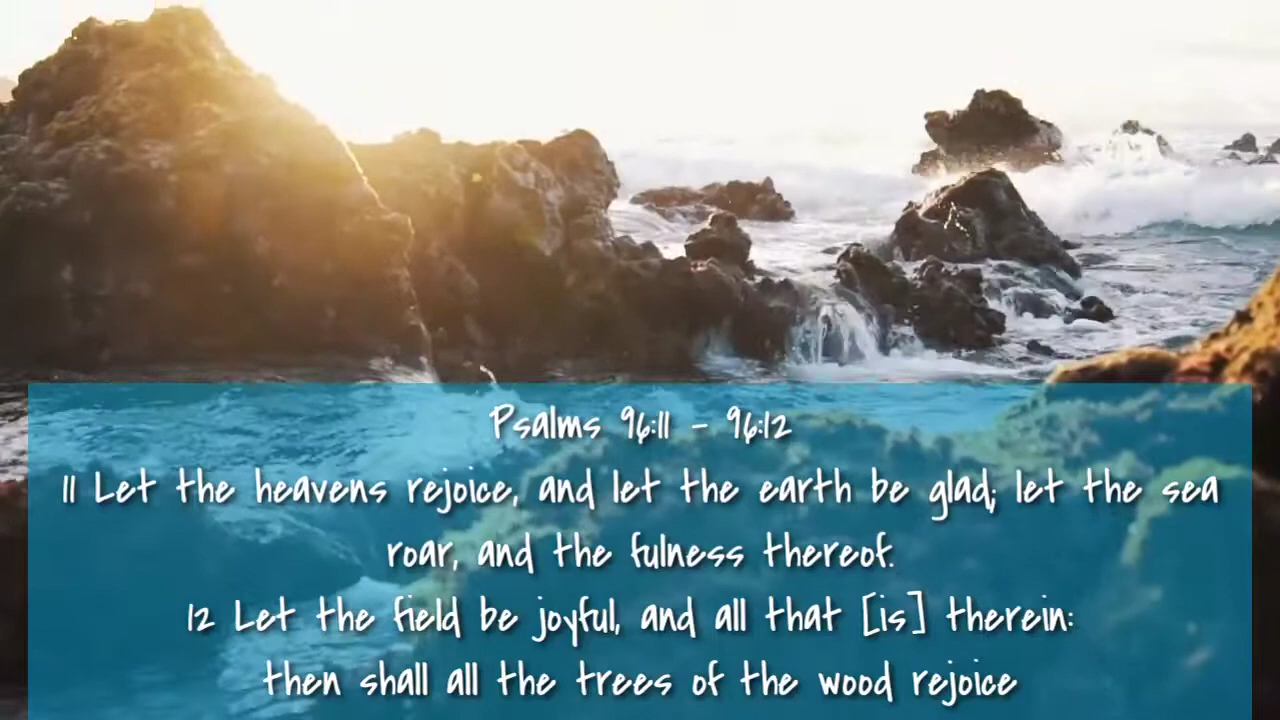 Psalms 96:11 - 96:12
11 Let the heavens rejoice, and let the earth be glad; let the sea
roar, and the fulness thereof.
12 Let the field be joyful, and all that [is] therein:
then shall all the trees of the wood rejoice